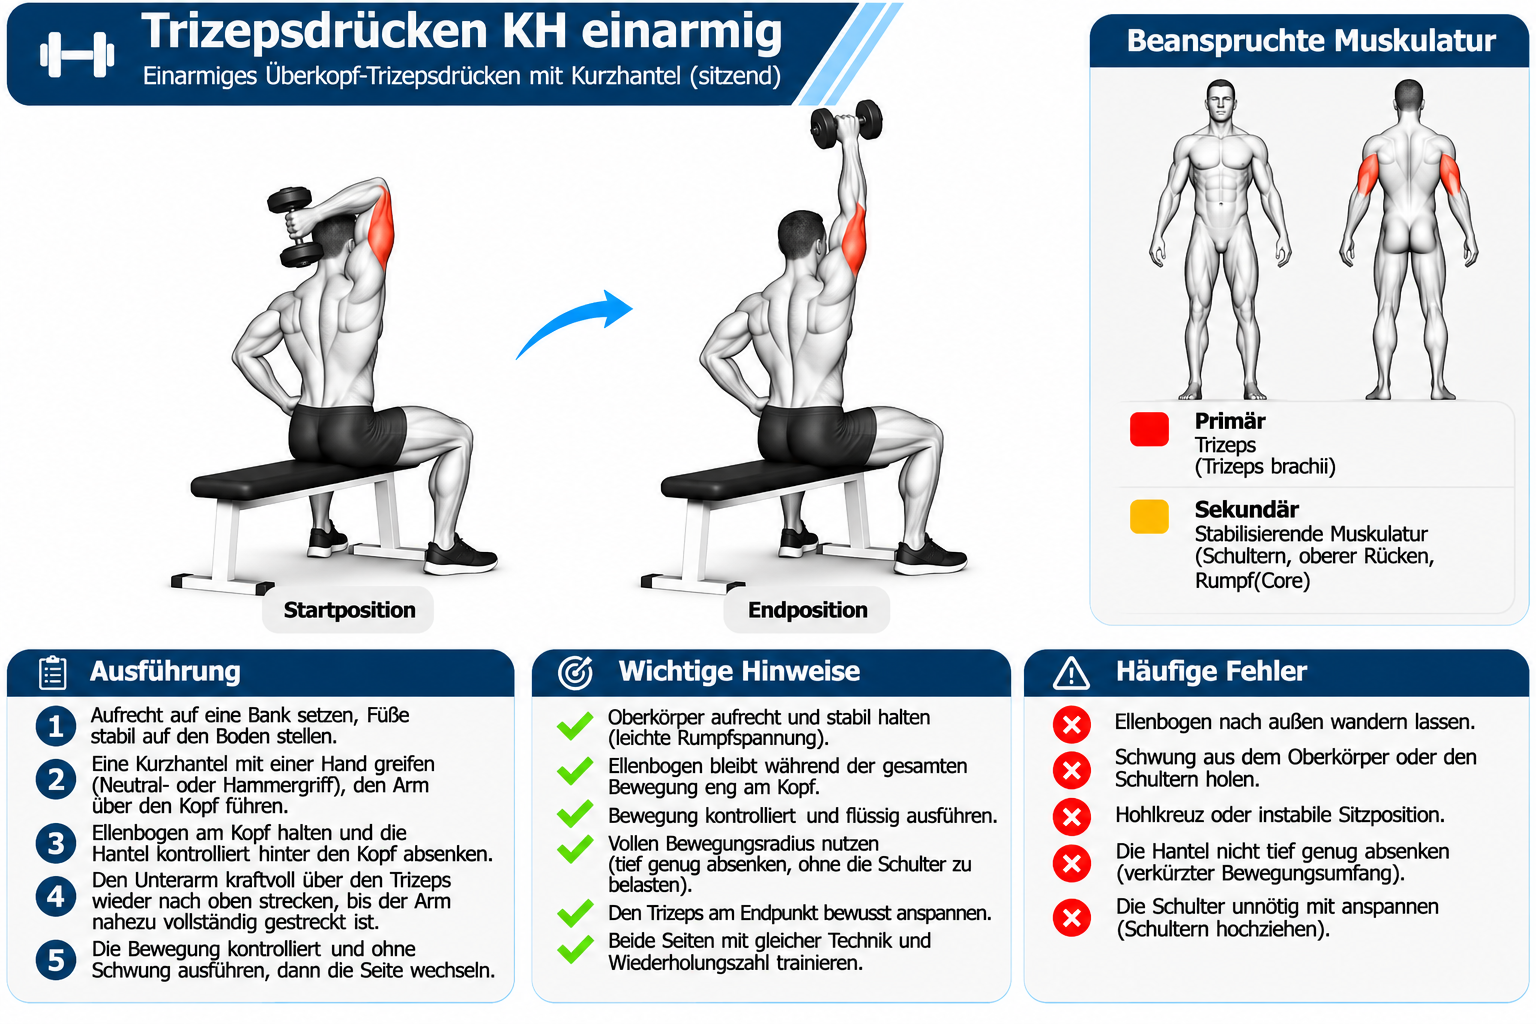 Trizepsdrücken KH einarmig
Einarmiges Überkopf-Trizepsdrücken mit Kurzhantel (sitzend)
Startposition
Endposition
Beanspruchte Muskulatur
Primär
Trizeps
(Trizeps brachii)
Sekundär
Stabilisierende Muskulatur
(Schultern, oberer Rücken,
Rumpf(Core)
Ausführung
1 Aufrecht auf eine Bank setzen, Füße
stabil auf den Boden stellen.
2 Eine Kurzhantel mit einer Hand greifen
(Neutral- oder Hammergriff), den Arm
über den Kopf führen.
3 Ellenbogen am Kopf halten und die
Hantel kontrolliert hinter den Kopf absenken.
4 Den Unterarm kraftvoll über den Trizeps
wieder nach oben strecken, bis der Arm
nahezu vollständig gestreckt ist.
5 Die Bewegung kontrolliert und ohne
Schwung ausführen, dann die Seite wechseln.
Wichtige Hinweise
Oberkörper aufrecht und stabil halten
(leichte Rumpfspannung).
Ellenbogen bleibt während der gesamten
Bewegung eng am Kopf.
Bewegung kontrolliert und flüssig ausführen.
Vollen Bewegungsradius nutzen
(tief genug absenken, ohne die Schulter zu
belasten).
Den Trizeps am Endpunkt bewusst anspannen.
Beide Seiten mit gleicher Technik und
Wiederholungszahl trainieren.
Häufige Fehler
Ellenbogen nach außen wandern lassen.
Schwung aus dem Oberkörper oder den
Schultern holen.
Hohlkreuz oder instabile Sitzposition.
Die Hantel nicht tief genug absenken
(verkürzter Bewegungsumfang).
Die Schulter unnötig mit anspannen
(Schultern hochziehen).